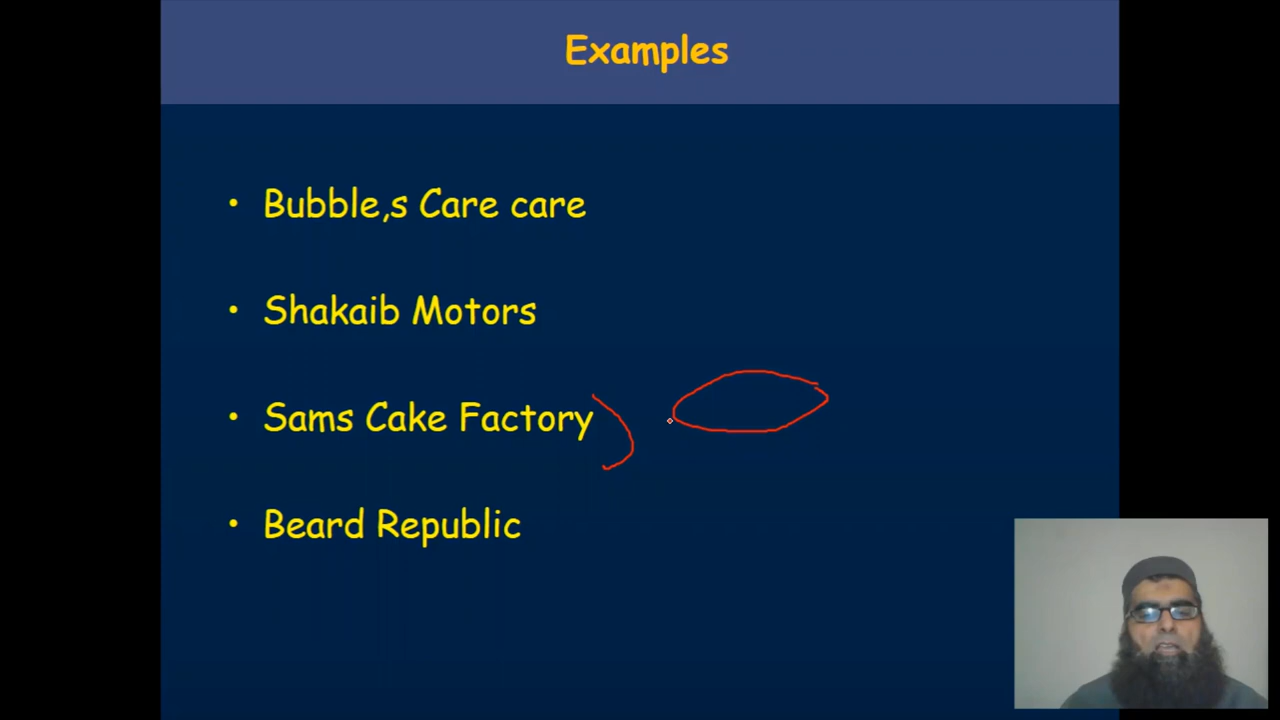 Examples
• Bubble,s Care care
• Shakaib Motors
• Sams Cake Factory
• Beard Republic